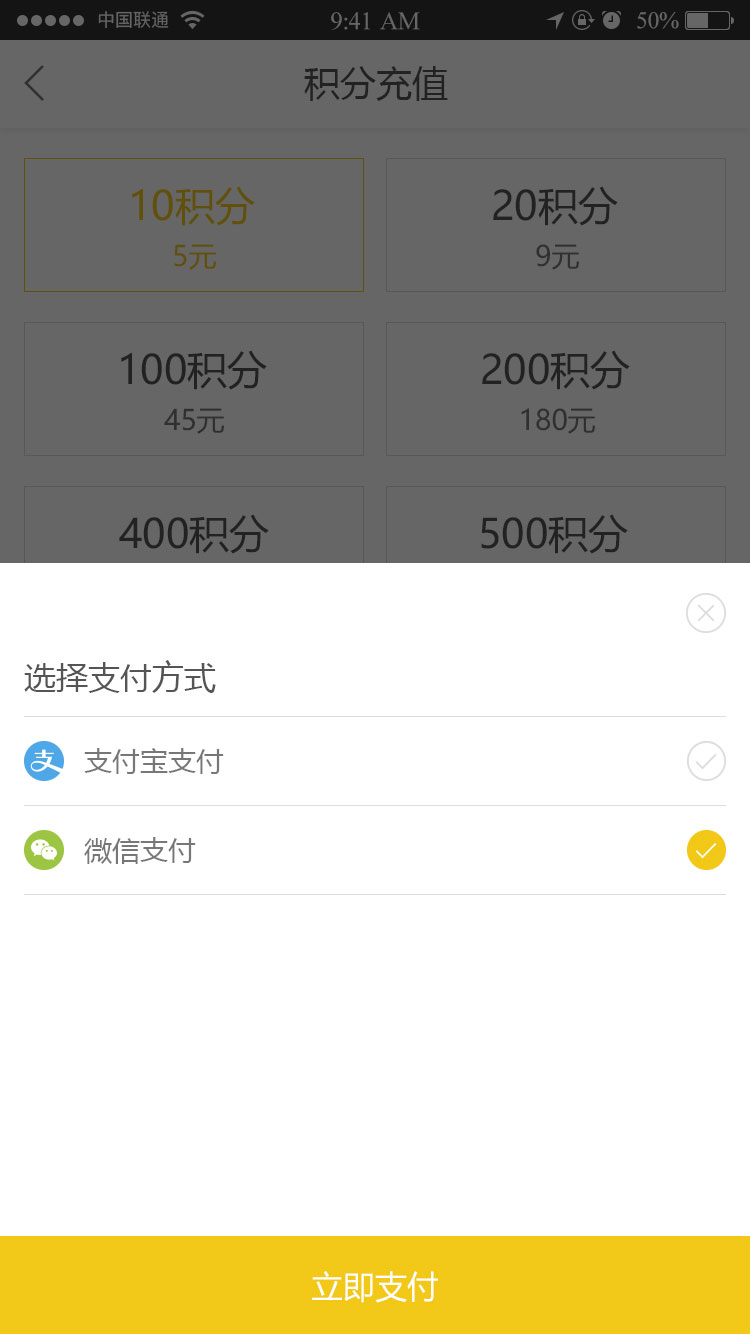 中国联通 9:41 AM 50%
积分充值
10积分 20积分
5元 9元
100积分 200积分
45元 180元
400积分 500积分
选择支付方式
支 支付宝支付
微信支付
立即支付